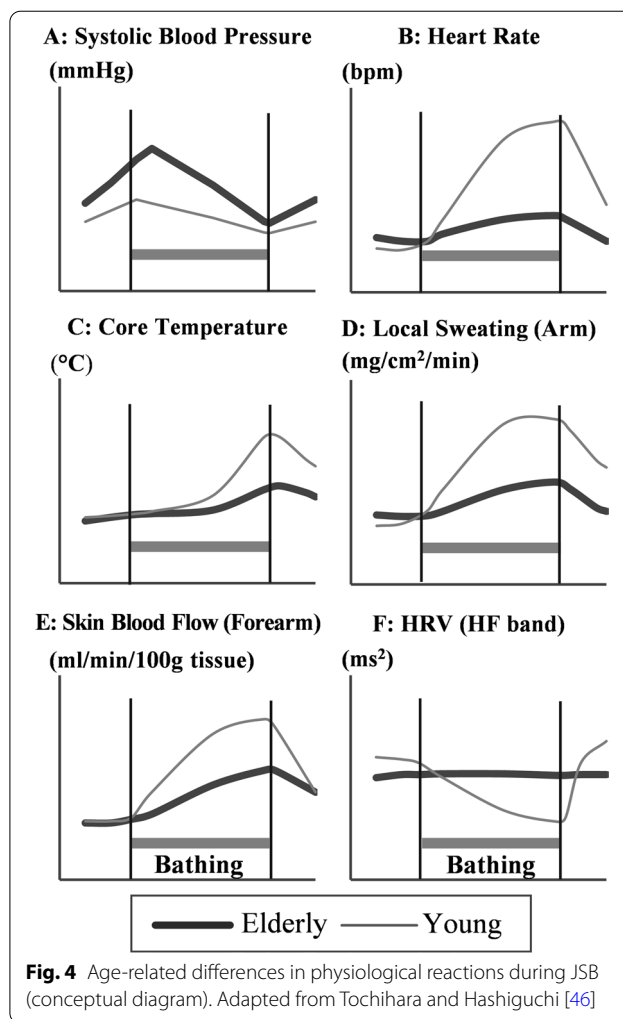 A: Systolic Blood Pressure
(mmHg)
B: Heart Rate
(bpm)
C: Core Temperature
(°C)
D: Local Sweating (Arm)
(mg/cm²/min)
E: Skin Blood Flow (Forearm)
(ml/min/100g tissue)
F: HRV (HF band)
(ms²)
Bathing
Bathing
Elderly
Young
Fig. 4 Age-related differences in physiological reactions during JSB
(conceptual diagram). Adapted from Tochihara and Hashiguchi [46]